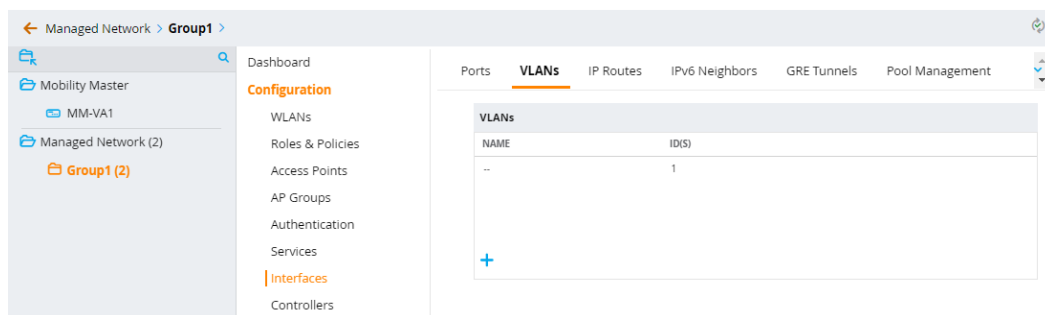 Managed Network > Group1 >
Mobility Master
MM-VA1
Managed Network (2)
Group1 (2)
Dashboard
Configuration
WLANs
Roles & Policies
Access Points
AP Groups
Authentication
Services
Interfaces
Controllers
Ports VLANs IP Routes IPv6 Neighbors GRE Tunnels Pool Management
VLANs
NAME ID(S)
-- 1
+